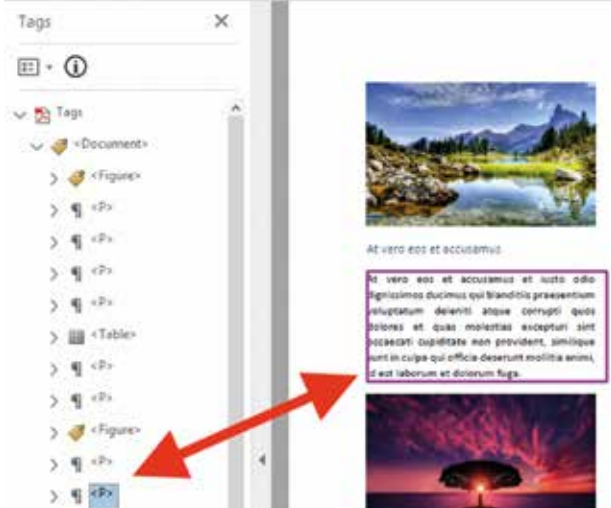 Tags
Tags
<Document>
<Figure>
<P>
<P>
<P>
<P>
<Table>
<P>
<P>
<Figure>
<P>
<P>
At vero eos et accusamus
At vero eos et accusamus et iusto odio
dignissimos ducimus qui blanditiis praesentium
voluptatum deleniti atque corrupti quos
dolores et quas molestias excepturi sint
occaecati cupiditate non provident, similique
sunt in culpa qui officia deserunt mollitia animi,
id est laborum et dolorum fuga.